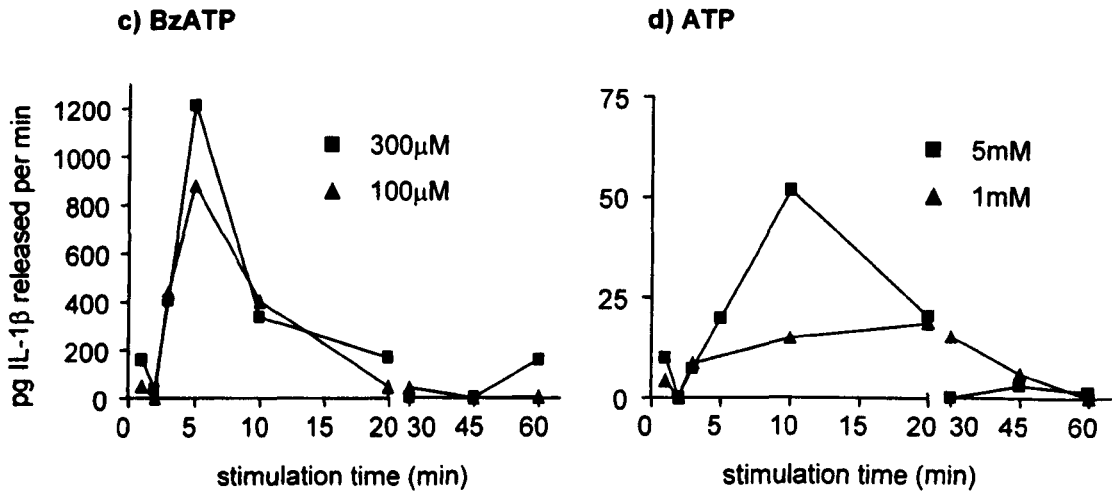 c) BzATP
pg IL-1β released per min
1200
1000
800
600
400
200
0
300µM
100µM
0 5 10 15 20 30 45 60
stimulation time (min)
d) ATP
75
50
25
0
5mM
1mM
0 5 10 15 20 30 45 60
stimulation time (min)